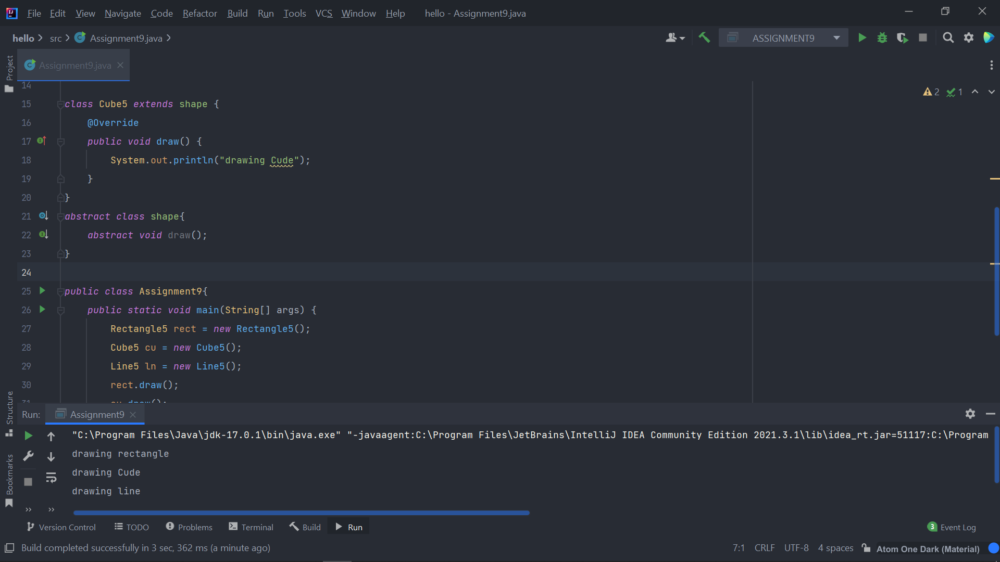 File Edit View Navigate Code Refactor Build Run Tools VCS Window Help hello - Assignment9.java
hello src Assignment9.java ASSIGNMENT9
Project
Assignment9.java
14
2 1
15 class Cube5 extends shape {
16 @Override
17 public void draw() {
18 System.out.println("drawing Cude");
19 }
20 }
21 abstract class shape{
22 abstract void draw();
23 }
24
25 public class Assignment9{
26 public static void main(String[] args) {
27 Rectangle5 rect = new Rectangle5();
28 Cube5 cu = new Cube5();
29 Line5 ln = new Line5();
30 rect.draw();
31 cu.draw();
Structure
Run: Assignment9
"C:\Program Files\Java\jdk-17.0.1\bin\java.exe" "-javaagent:C:\Program Files\JetBrains\IntelliJ IDEA Community Edition 2021.3.1\lib\idea_rt.jar=51117:C:\Program
drawing rectangle
drawing Cude
drawing line
Bookmarks
Version Control TODO Problems Terminal Build Run 3 Event Log
Build completed successfully in 3 sec, 362 ms (a minute ago) 7:1 CRLF UTF-8 4 spaces Atom One Dark (Material)